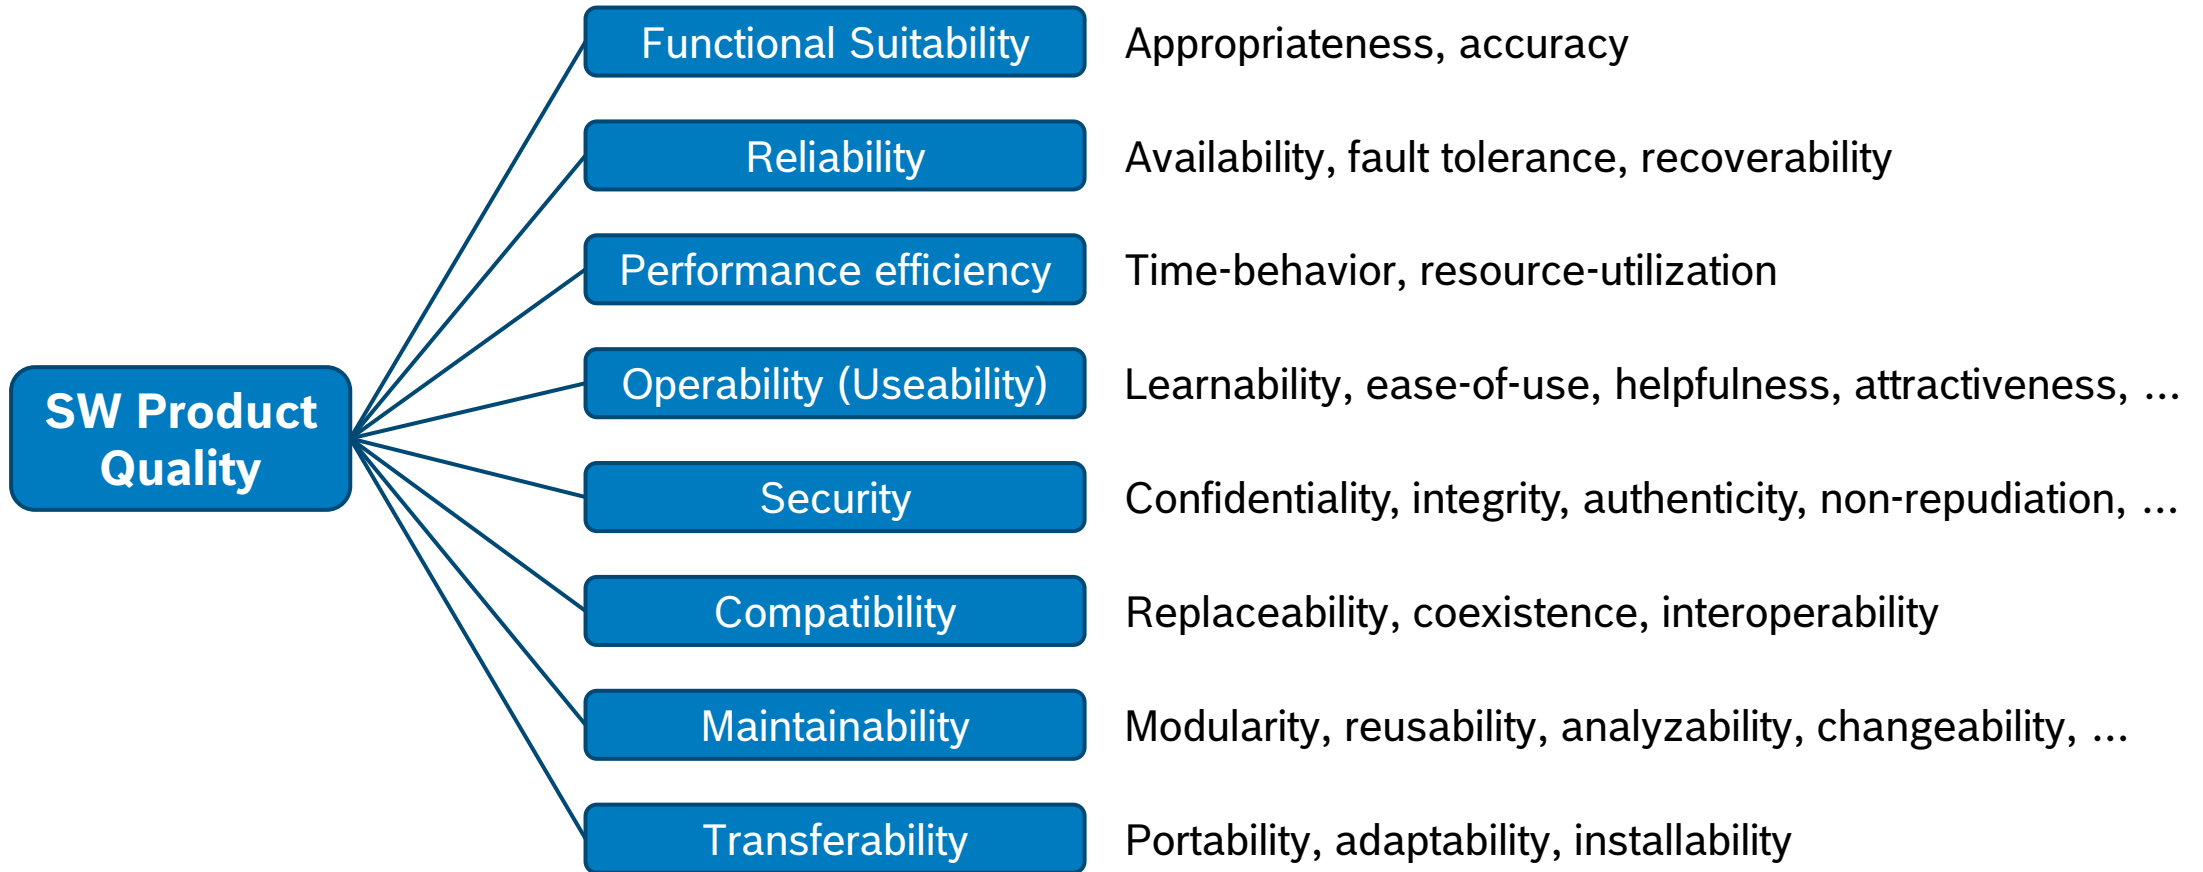 SW Product
Quality
Functional Suitability
Appropriateness, accuracy
Reliability
Availability, fault tolerance, recoverability
Performance efficiency
Time-behavior, resource-utilization
Operability (Useability)
Learnability, ease-of-use, helpfulness, attractiveness, ...
Security
Confidentiality, integrity, authenticity, non-repudiation, ...
Compatibility
Replaceability, coexistence, interoperability
Maintainability
Modularity, reusability, analyzability, changeability, ...
Transferability
Portability, adaptability, installability